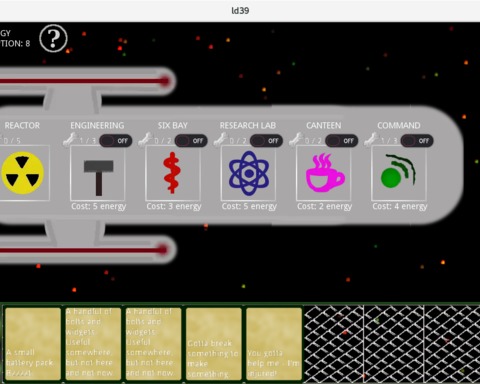 ld39
GY
TION: 8
?
REACTOR
ENGINEERING
SIX BAY
RESEARCH LAB
CANTEEN
COMMAND
0 / 5
1 / 3
OFF
0 / 2
OFF
0 / 2
OFF
0 / 2
OFF
1 / 3
OFF
Cost: 5 energy
Cost: 3 energy
Cost: 5 energy
Cost: 2 energy
Cost: 4 energy
A small
battery pack.
A handful of
bolts and
widgets.
Useful
somewhere
but not here
and not now
A handful of
bolts and
widgets.
Useful
somewhere
but not here
and not now
Gotta break
something to
make
something
You gotta
help me - I'm